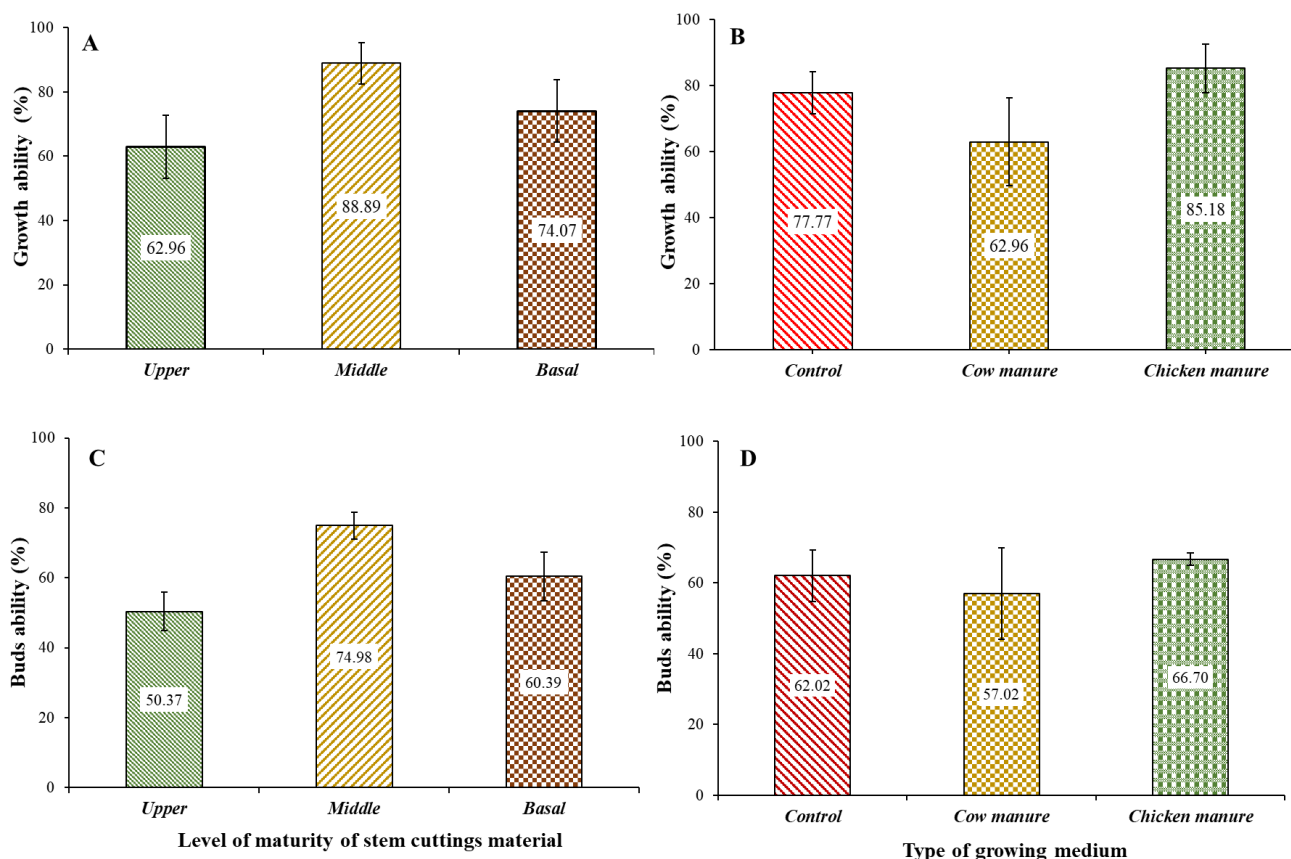 A
Growth ability (%)
100
80
60
40
20
0
62.96
88.89
74.07
Upper
Middle
Basal
B
Growth ability (%)
100
80
60
40
20
0
77.77
62.96
85.18
Control
Cow manure
Chicken manure
C
Buds ability (%)
100
80
60
40
20
0
50.37
74.98
60.39
Upper
Middle
Basal
Level of maturity of stem cuttings material
D
Buds ability (%)
100
80
60
40
20
0
62.02
57.02
66.70
Control
Cow manure
Chicken manure
Type of growing medium